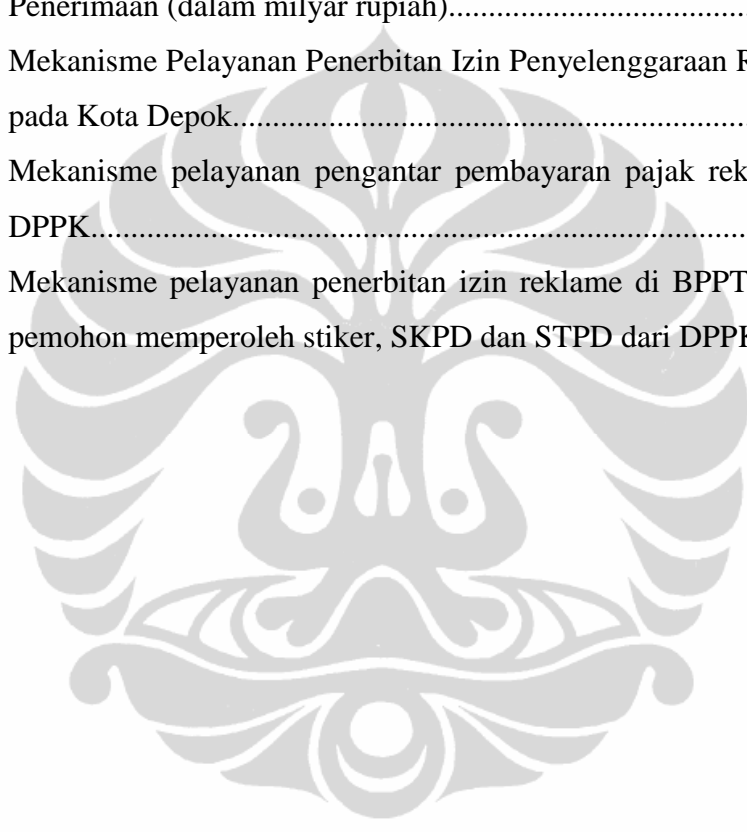 Penerimaan (dalam milyar rupiah)......................................................
Mekanisme Pelayanan Penerbitan Izin Penyelenggaraan
pada Kota Depok...................................................................................
Mekanisme pelayanan pengantar pembayaran pajak rek
DPPK.....................................................................................................
Mekanisme pelayanan penerbitan izin reklame di BPPT
pemohon memperoleh stiker, SKPD dan STPD dari DPPK